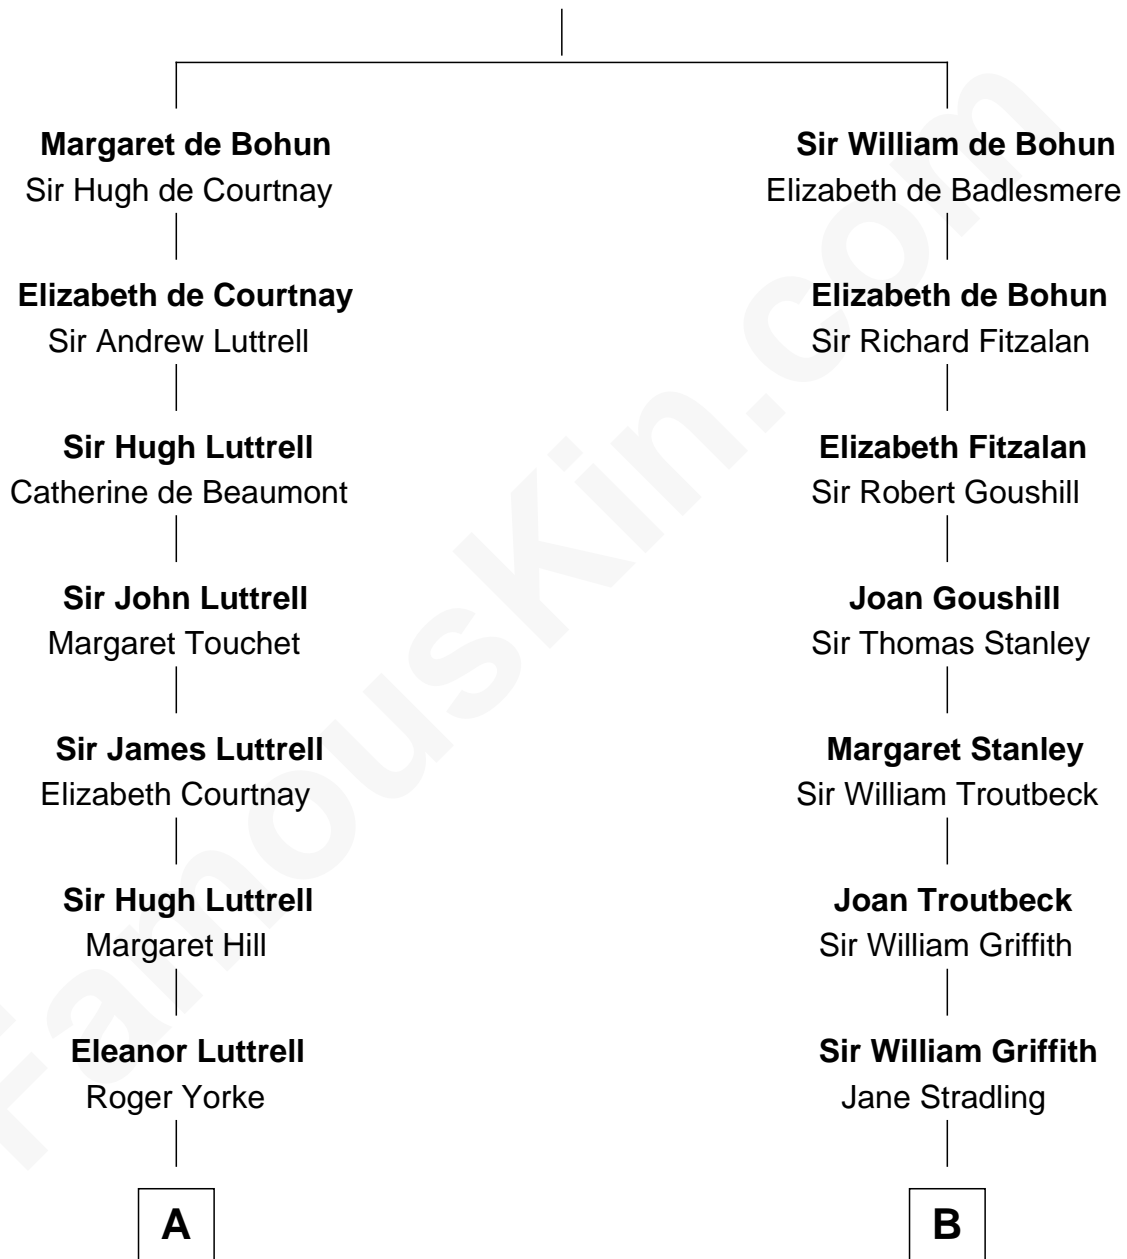 Margaret de Bohun
Sir Hugh de Courtnay
Elizabeth de Courtnay
Sir Andrew Luttrell
Sir Hugh Luttrell
Catherine de Beaumont
Sir John Luttrell
Margaret Touchet
Sir James Luttrell
Elizabeth Courtnay
Sir Hugh Luttrell
Margaret Hill
Eleanor Luttrell
Roger Yorke
A
Sir William de Bohun
Elizabeth de Badlesmere
Elizabeth de Bohun
Sir Richard Fitzalan
Elizabeth Fitzalan
Sir Robert Goushill
Joan Goushill
Sir Thomas Stanley
Margaret Stanley
Sir William Troutbeck
Joan Troutbeck
Sir William Griffith
Sir William Griffith
Jane Stradling
B
FamousKin.com